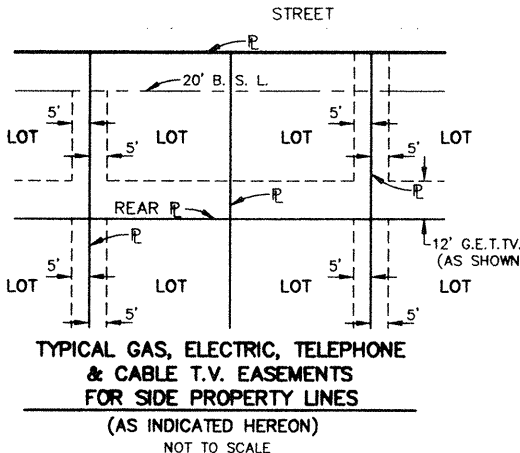 STREET
℄
20' B. S. L.
5' 5'
LOT LOT LOT LOT
5' 5'
REAR ℄ ℄ ℄
℄
12' G.E.T.TV.
(AS SHOWN
5' 5'
LOT LOT LOT LOT
5' 5'
TYPICAL GAS, ELECTRIC, TELEPHONE
& CABLE T.V. EASEMENTS
FOR SIDE PROPERTY LINES
(AS INDICATED HEREON)
NOT TO SCALE